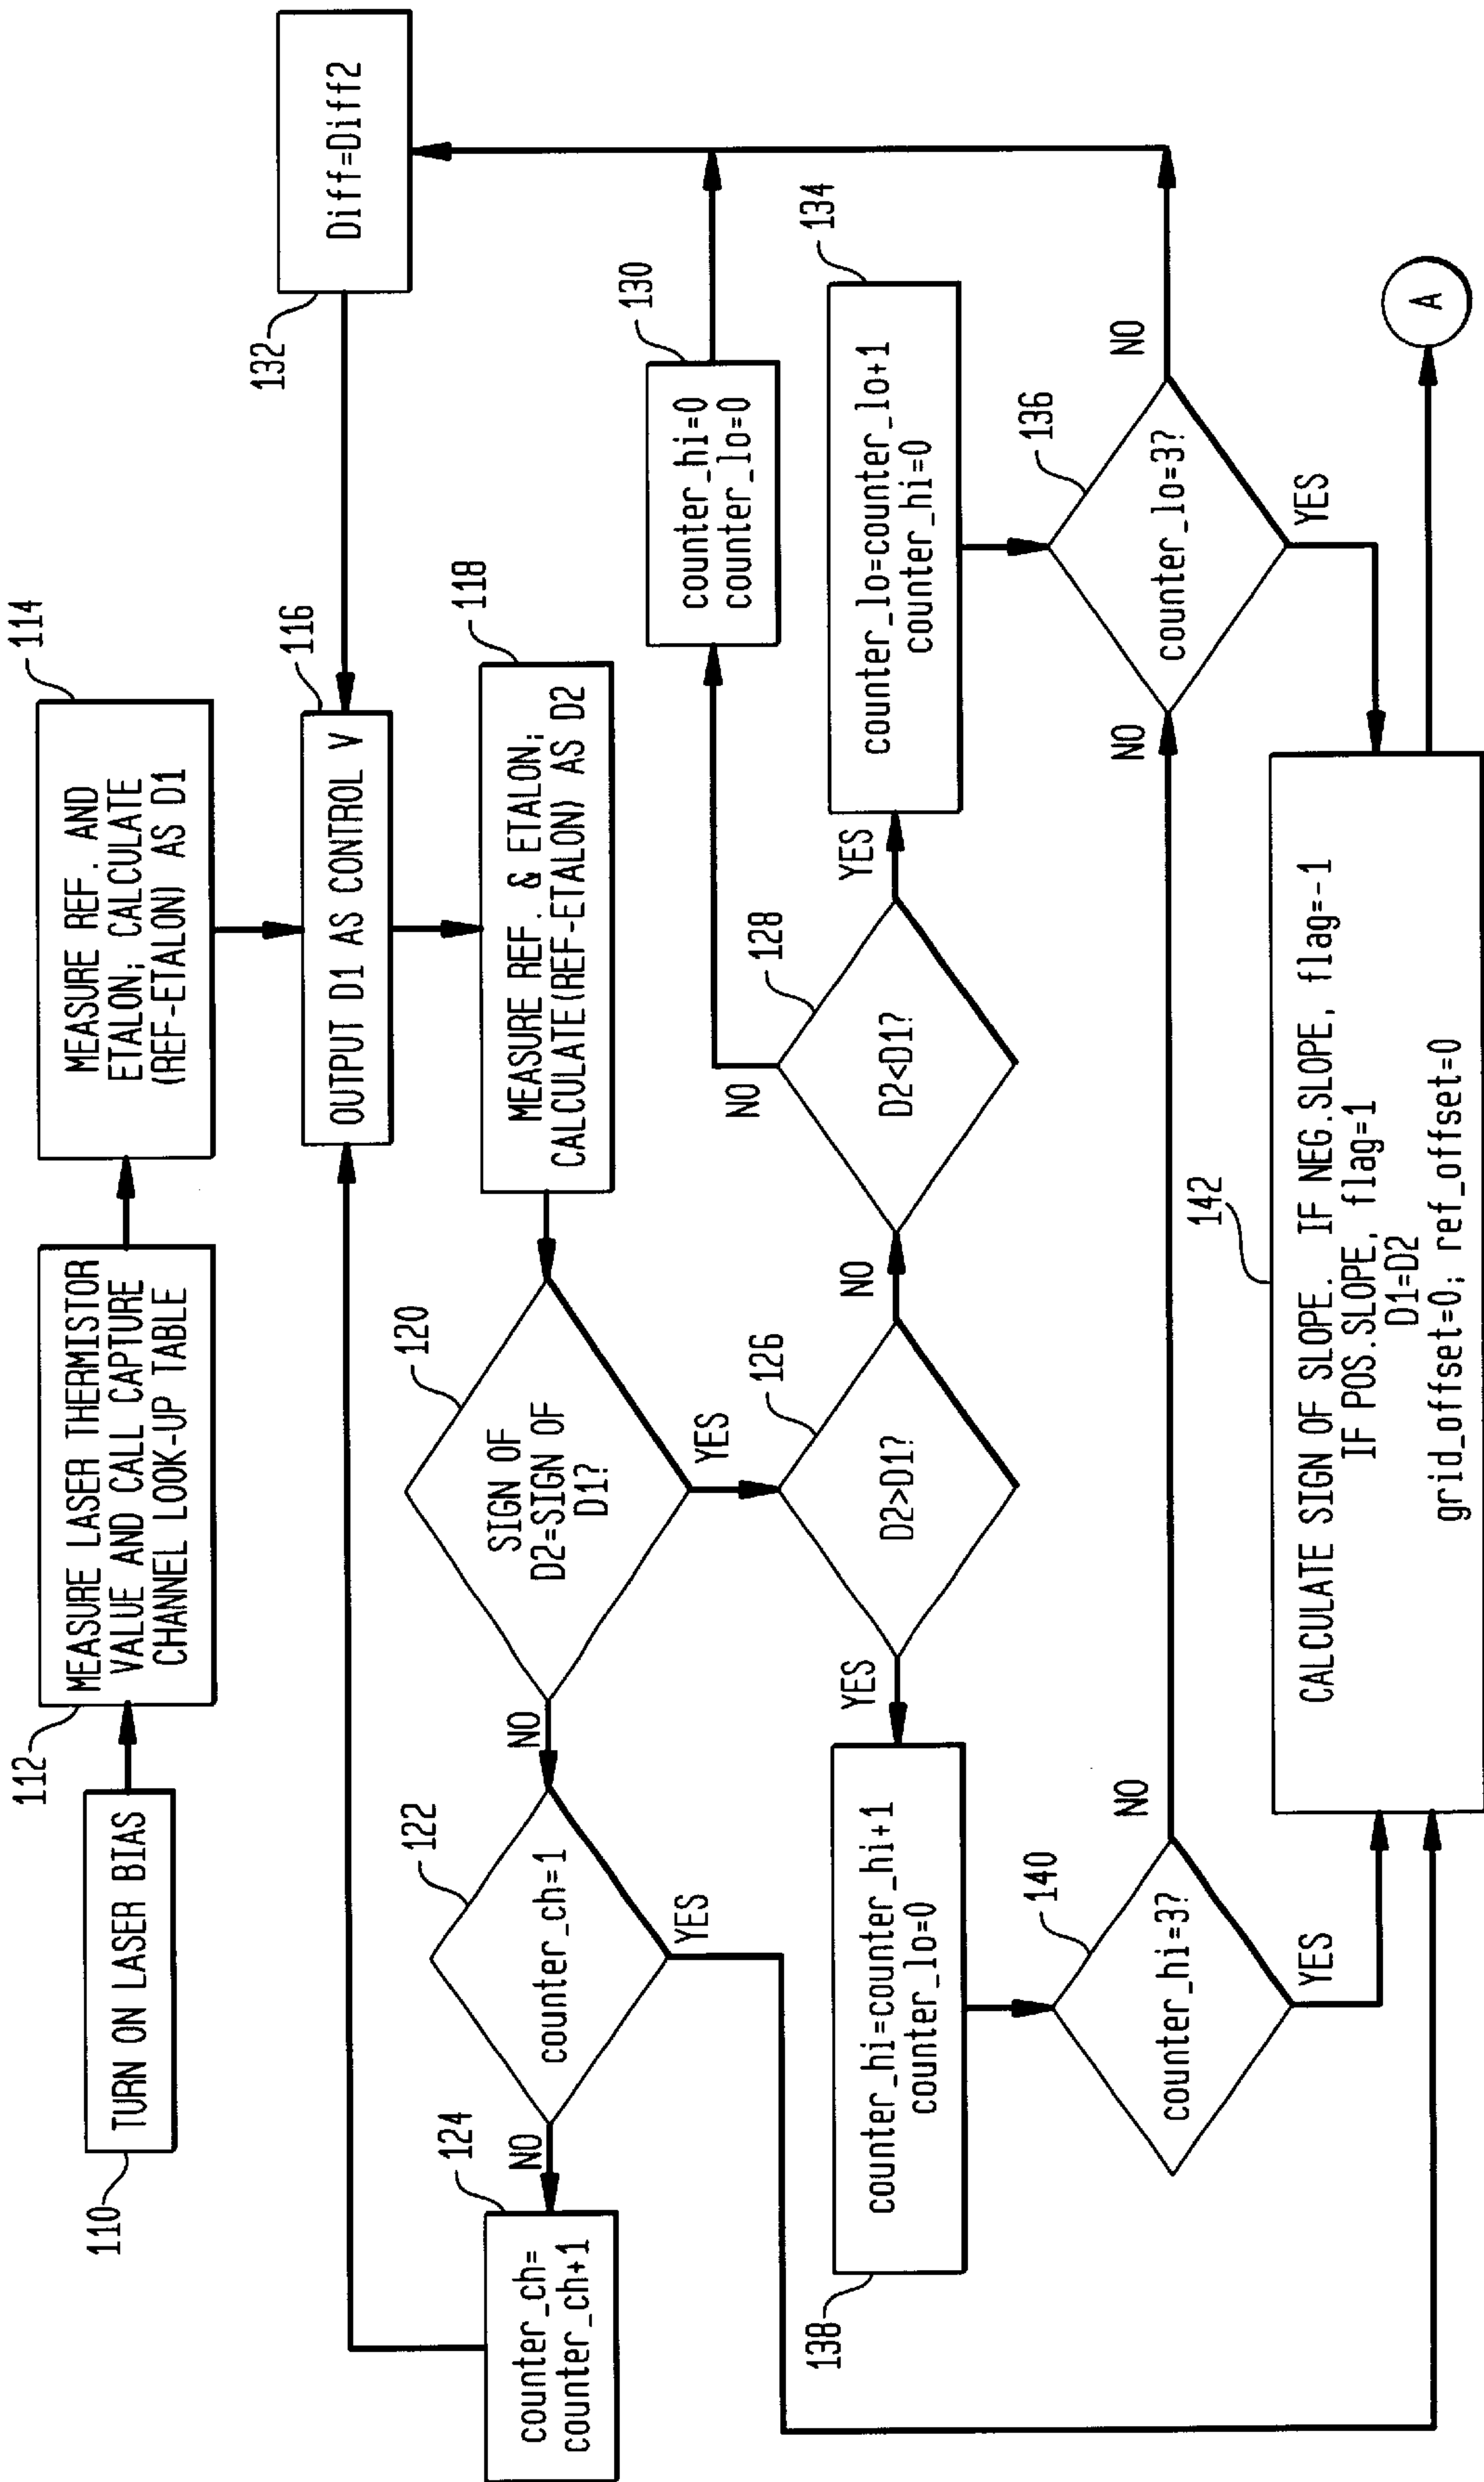 110
TURN ON LASER BIAS
112
MEASURE LASER THERMISTOR
VALUE AND CALL CAPTURE
CHANNEL LOOK-UP TABLE
114
MEASURE REF. AND
ETALON; CALCULATE
(REF-ETALON) AS D1
116
OUTPUT D1 AS CONTROL V
132
Diff=Diff2
118
MEASURE REF. & ETALON;
CALCULATE(REF-ETALON) AS D2
120
SIGN OF
D2=SIGN OF
D1?
NO
YES
122
counter_ch=1
NO
YES
124
counter_ch=
counter_ch+1
126
D2>D1?
YES
NO
128
D2<D1?
NO
YES
130
counter_hi=0
counter_lo=0
134
counter_lo=counter_lo+1
counter_hi=0
136
counter_lo=3?
NO
NO
YES
138
counter_hi=counter_hi+1
counter_lo=0
140
counter_hi=3?
NO
YES
142
CALCULATE SIGN OF SLOPE. IF NEG.SLOPE, flag=-1
IF POS.SLOPE, flag=1
D1=D2
grid_offset=0; ref_offset=0
A